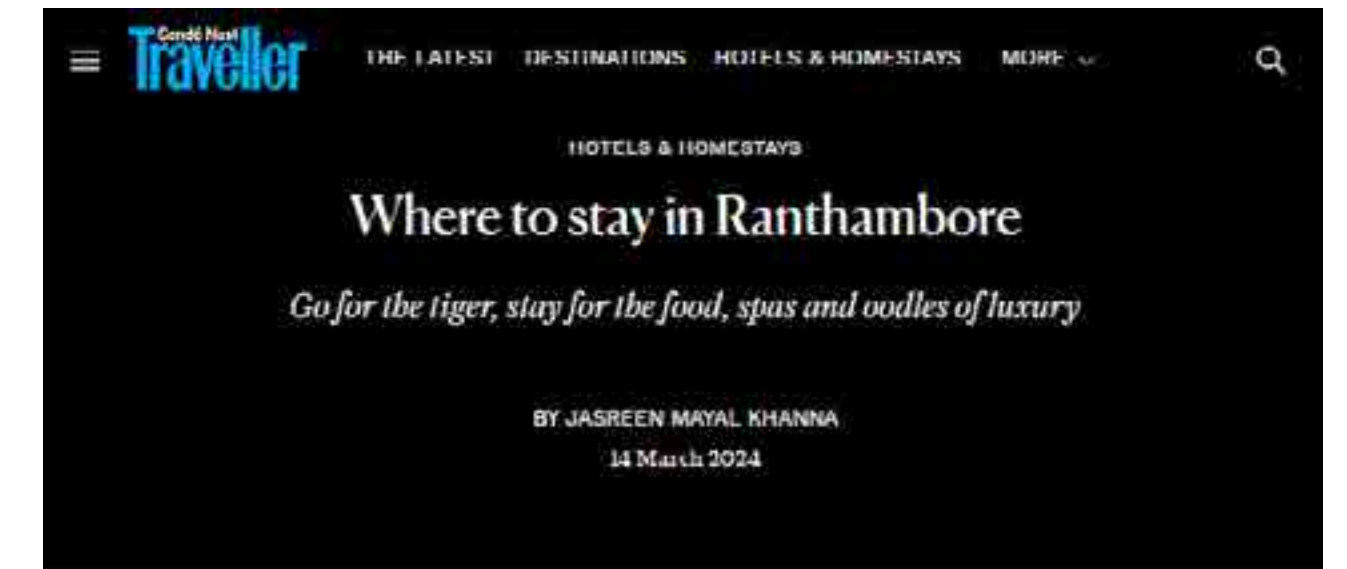 Condé Nast
Traveller
THE LATEST DESTINATIONS HOTELS & HOMESTAYS MORE
HOTELS & HOMESTAYS
Where to stay in Ranthambore
Go for the tiger, stay for the food, spas and oodles of luxury
BY JASREEN MAYAL KHANNA
14 March 2024